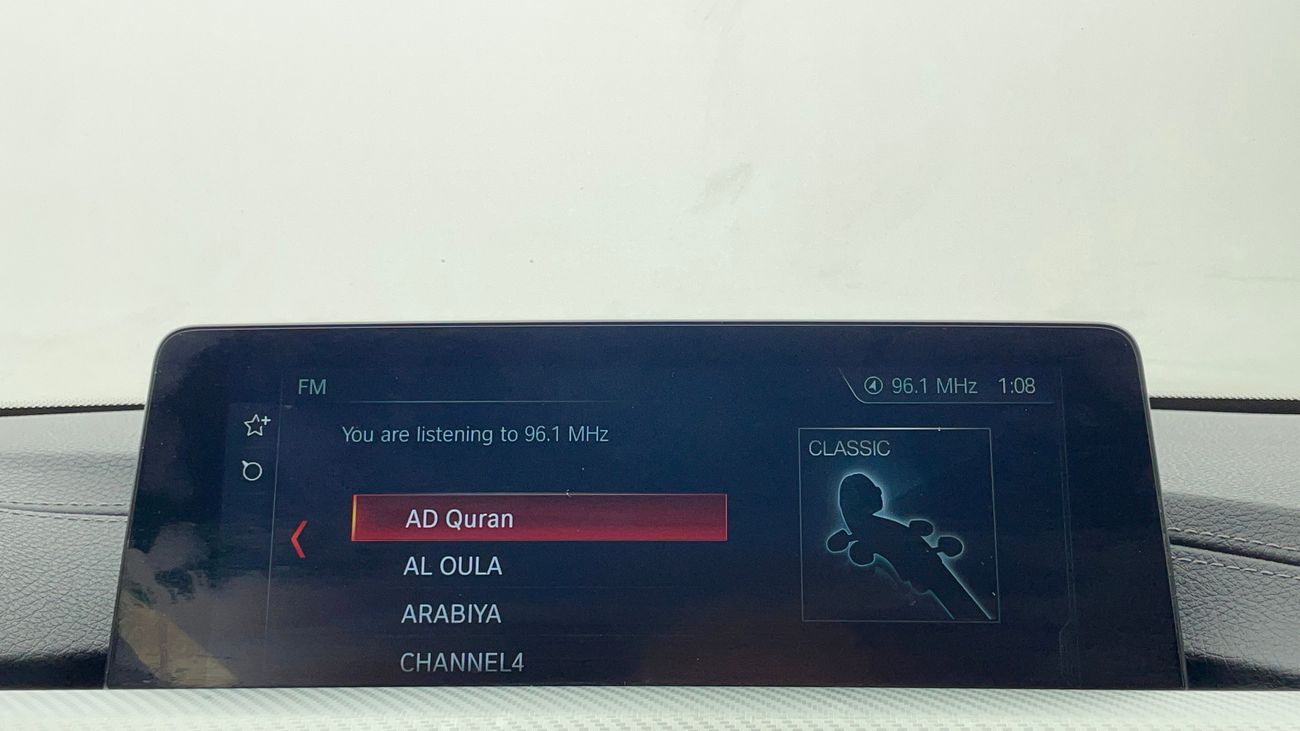 FM
96.1 MHz 1:08
You are listening to 96.1 MHz
CLASSIC
AD Quran
AL OULA
ARABIYA
CHANNEL4